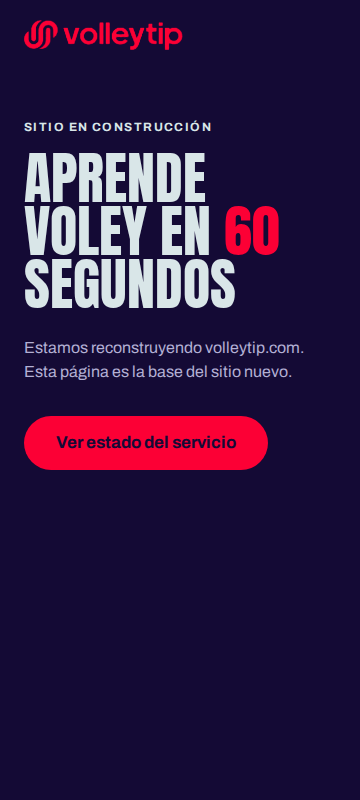 volleytip
SITIO EN CONSTRUCCIÓN
APRENDE
VOLEY EN 60
SEGUNDOS
Estamos reconstruyendo volleytip.com.
Esta página es la base del sitio nuevo.
Ver estado del servicio